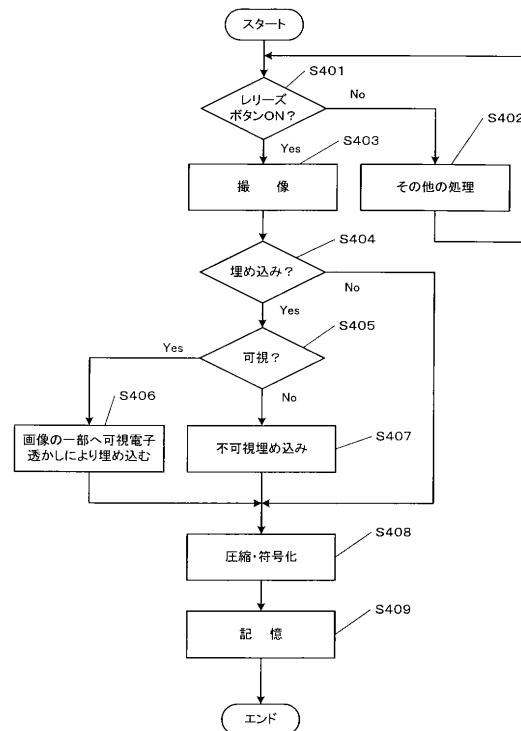 スタート
S401
レリーズ
ボタンON?
No
S402
Yes
S403
撮 像
その他の処理
S404
埋め込み?
No
Yes
S405
Yes
可視?
S406
No
画像の一部へ可視電子
透かしにより埋め込む
不可視埋め込み
S407
圧縮・符号化
S408
記 憶
S409
エンド